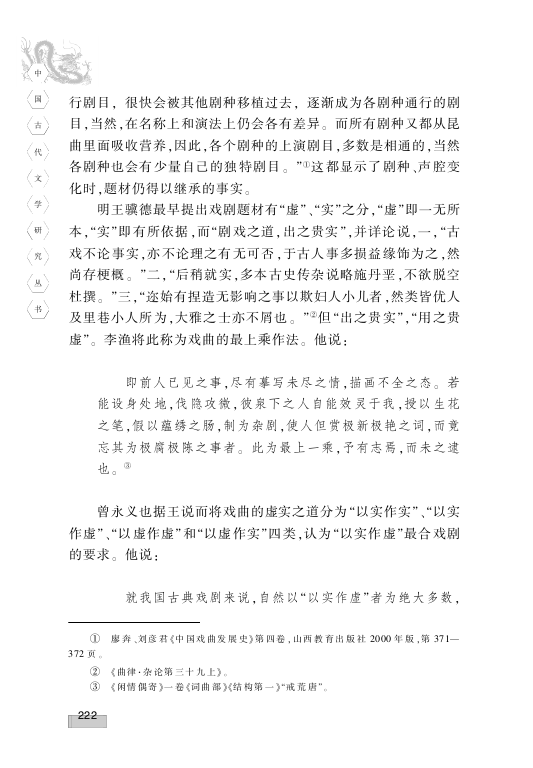 中
国
古
代
文
学
研
究
丛
书
行剧目，很快会被其他剧种移植过去，逐渐成为各剧种通行的剧
目,当然,在名称上和演法上仍会各有差异。而所有剧种又都从昆
曲里面吸收营养,因此,各个剧种的上演剧目,多数是相通的,当然
各剧种也会有少量自己的独特剧目。”①这都显示了剧种、声腔变
化时,题材仍得以继承的事实。
明王骥德最早提出戏剧题材有“虚”、“实”之分,“虚”即一无所
本,“实”即有所依据,而“剧戏之道,出之贵实”,并详论说,一,“古
戏不论事实,亦不论理之有无可否,于古人事多损益缘饰为之,然
尚存梗概。”二,“后稍就实,多本古史传杂说略施丹垩,不欲脱空
杜撰。”三,“迄始有捏造无影响之事以欺妇人小儿者,然类皆优人
及里巷小人所为,大雅之士亦不屑也。”②但“出之贵实”,“用之贵
虚”。李渔将此称为戏曲的最上乘作法。他说：
即前人已见之事,尽有摹写未尽之情,描画不全之态。若
能设身处地,伐隐攻微,彼泉下之人自能效灵于我,授以生花
之笔,假以蕴绣之肠,制为杂剧,使人但赏极新极艳之词,而竟
忘其为极腐极陈之事者。此为最上一乘,予有志焉,而未之逮
也。③
曾永义也据王说而将戏曲的虚实之道分为“以实作实”、“以实
作虚”、“以虚作虚”和“以虚作实”四类,认为“以实作虚”最合戏剧
的要求。他说：
就我国古典戏剧来说,自然以“以实作虚”者为绝大多数,
① 廖奔、刘彦君《中国戏曲发展史》第四卷,山西教育出版社2000年版,第371—
372页。
② 《曲律·杂论第三十九上》。
③ 《闲情偶寄》一卷《词曲部》《结构第一》“戒荒唐”。
222